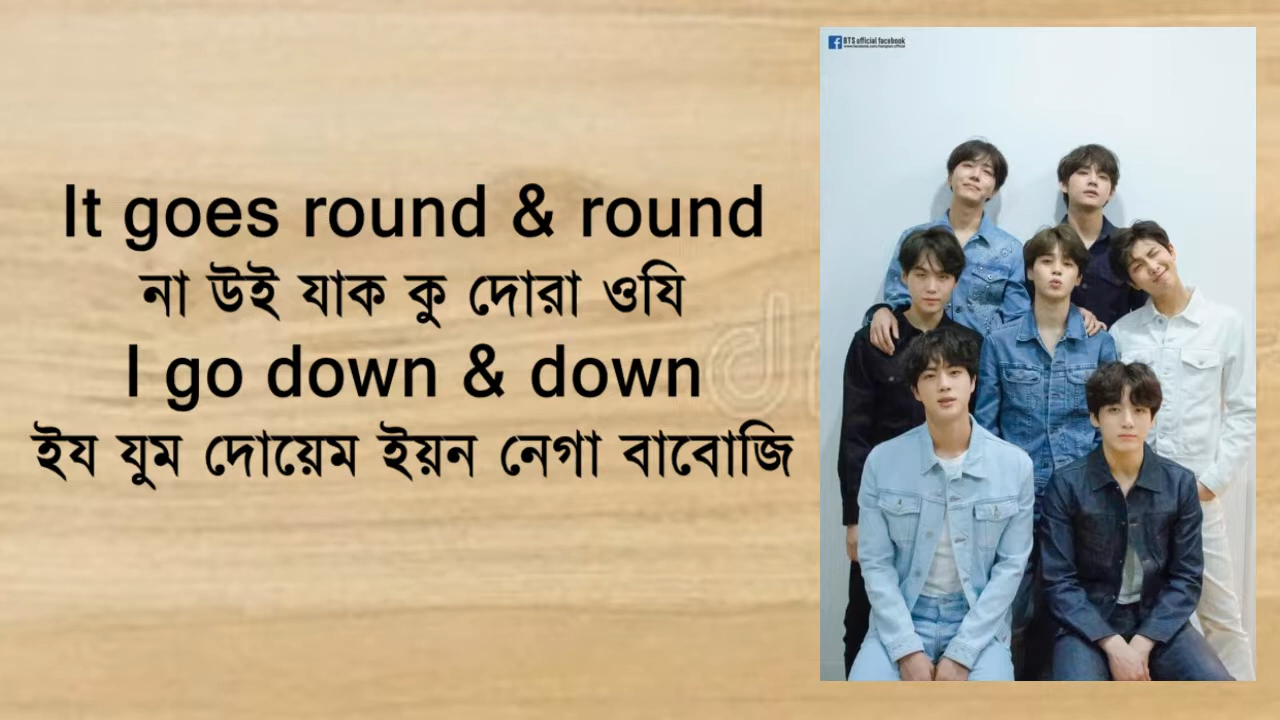 It goes round & round
না উই যাক কু দোরা ওযি
I go down & down
ইয যুম দোয়েম ইয়ন নেগা বাবোজি
BTS official facebook